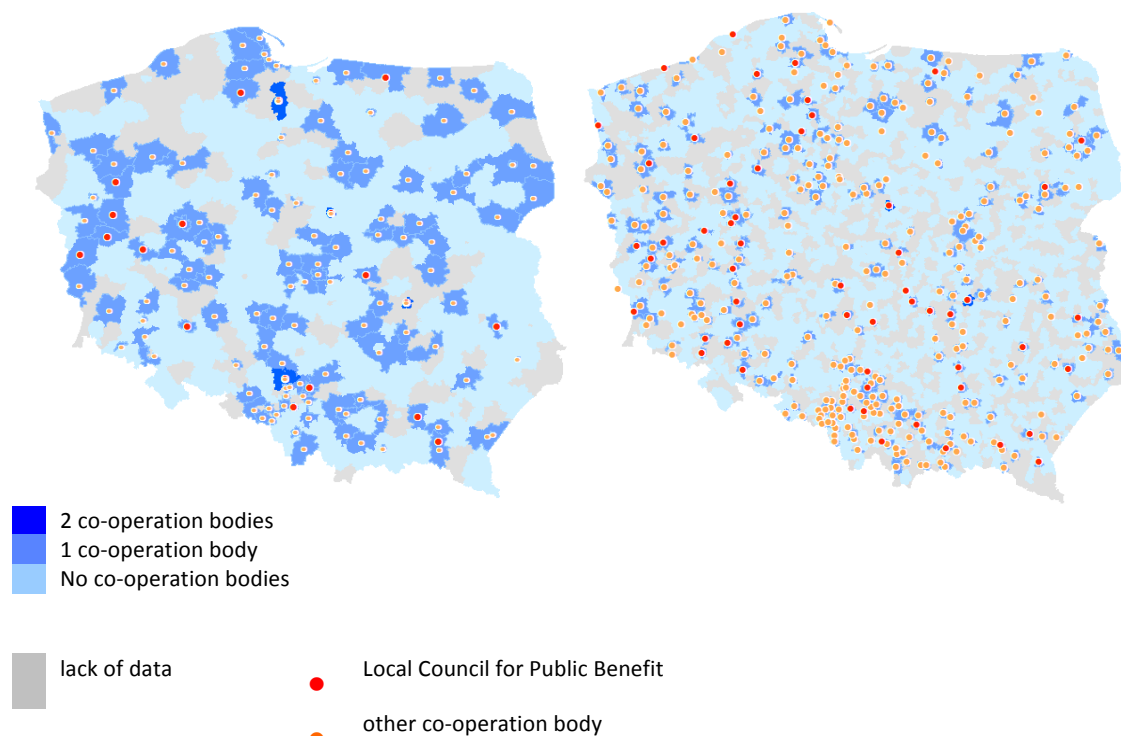 2 co-operation bodies
1 co-operation body
No co-operation bodies
lack of data
Local Council for Public Benefit
other co-operation body